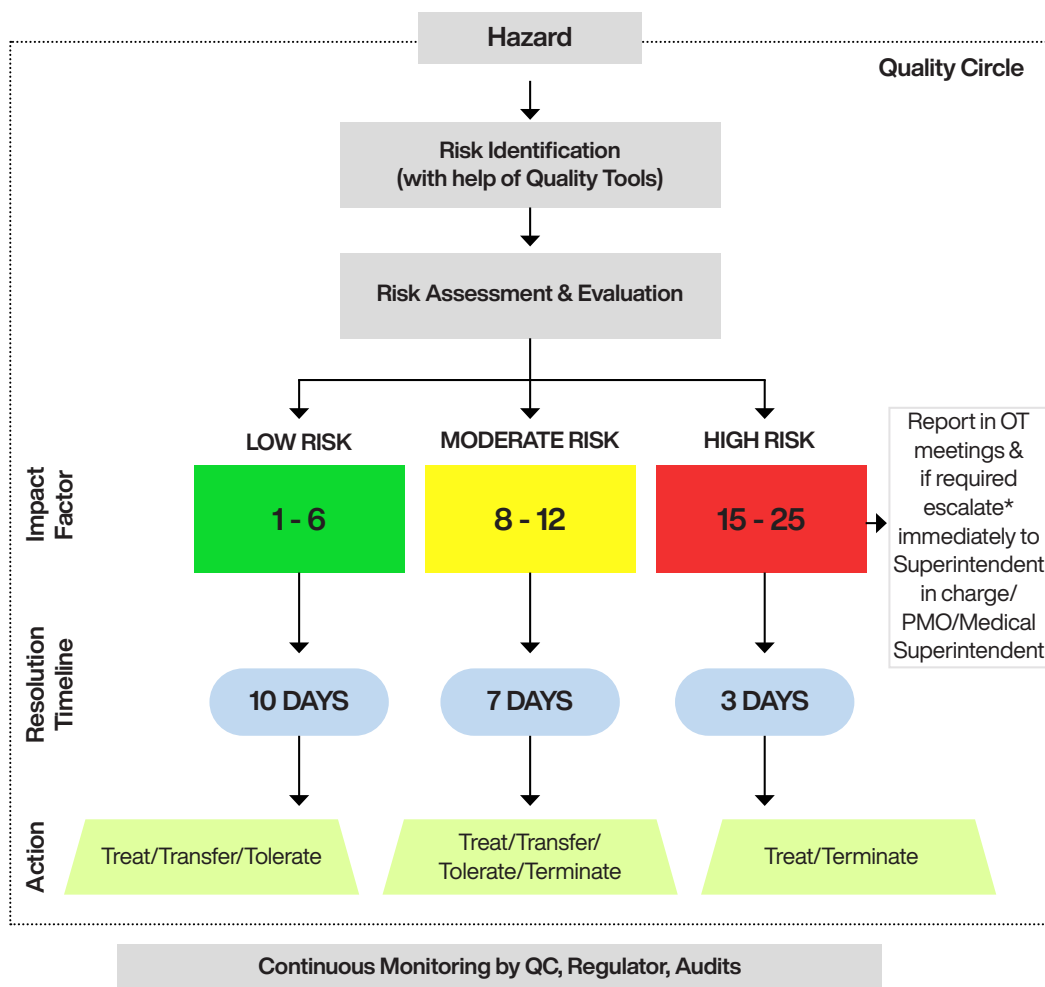 Hazard
Quality Circle
Risk Identification
(with help of Quality Tools)
Risk Assessment & Evaluation
LOW RISK
MODERATE RISK
HIGH RISK
Impact
Factor
1 - 6
8 - 12
15 - 25
Report in OT
meetings &
if required
escalate*
immediately to
Superintendent
in charge/
PMO/Medical
Superintendent
Resolution
Timeline
10 DAYS
7 DAYS
3 DAYS
Action
Treat/Transfer/Tolerate
Treat/Transfer/
Tolerate/Terminate
Treat/Terminate
Continuous Monitoring by QC, Regulator, Audits